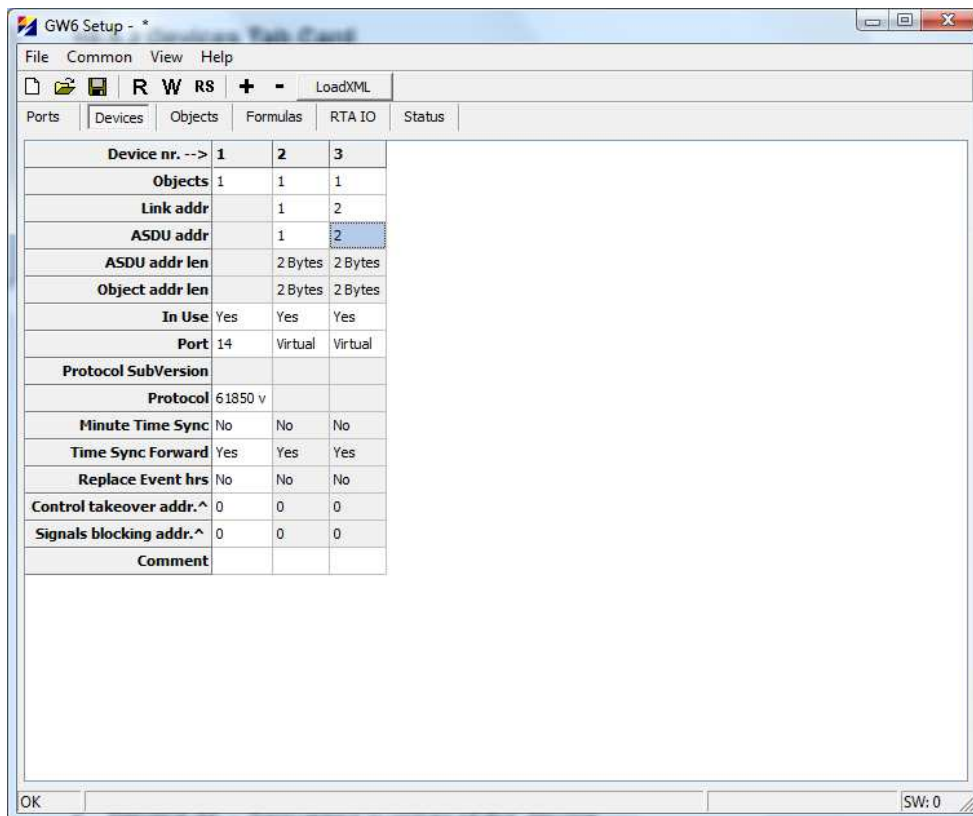 GW6 Setup - *
File Common View Help
R W RS + - LoadXML
Ports Devices Objects Formulas RTA IO Status
Device nr. --> 1 2 3
Objects 1 1 1
Link addr 1 2
ASDU addr 1 2
ASDU addr len 2 Bytes 2 Bytes
Object addr len 2 Bytes 2 Bytes
In Use Yes Yes Yes
Port 14 Virtual Virtual
Protocol SubVersion
Protocol 61850 v
Minute Time Sync No No No
Time Sync Forward Yes Yes Yes
Replace Event hrs No No No
Control takeover addr.^ 0 0 0
Signals blocking addr.^ 0 0 0
Comment
OK SW: 0